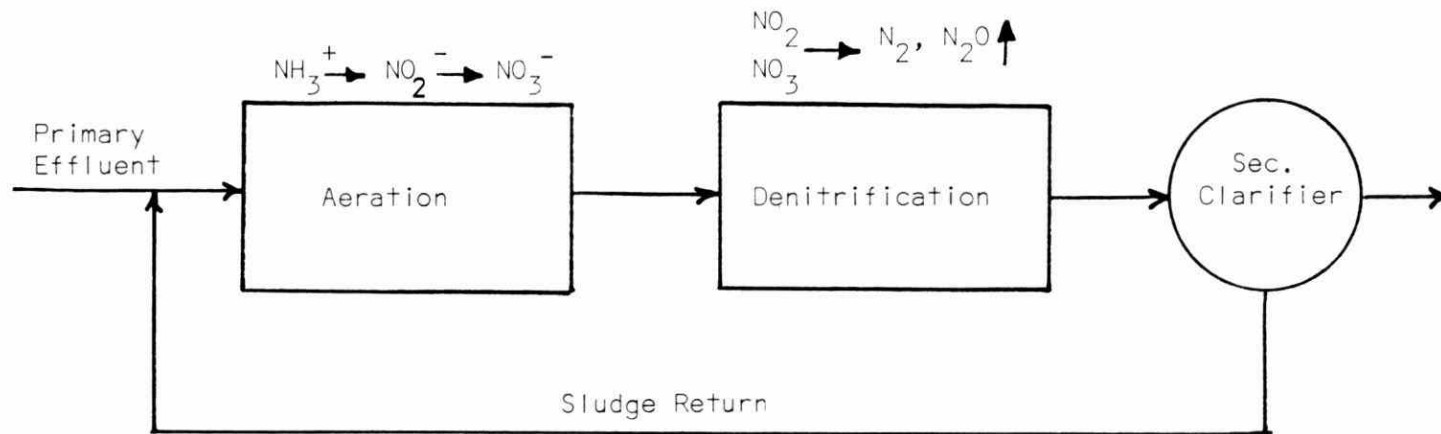 NH₃⁺ → NO₂⁻ → NO₃⁻
NO₂
NO₃ → N₂, N₂O ↑
Primary
Effluent
Aeration
Denitrification
Sec.
Clarifier
Sludge Return